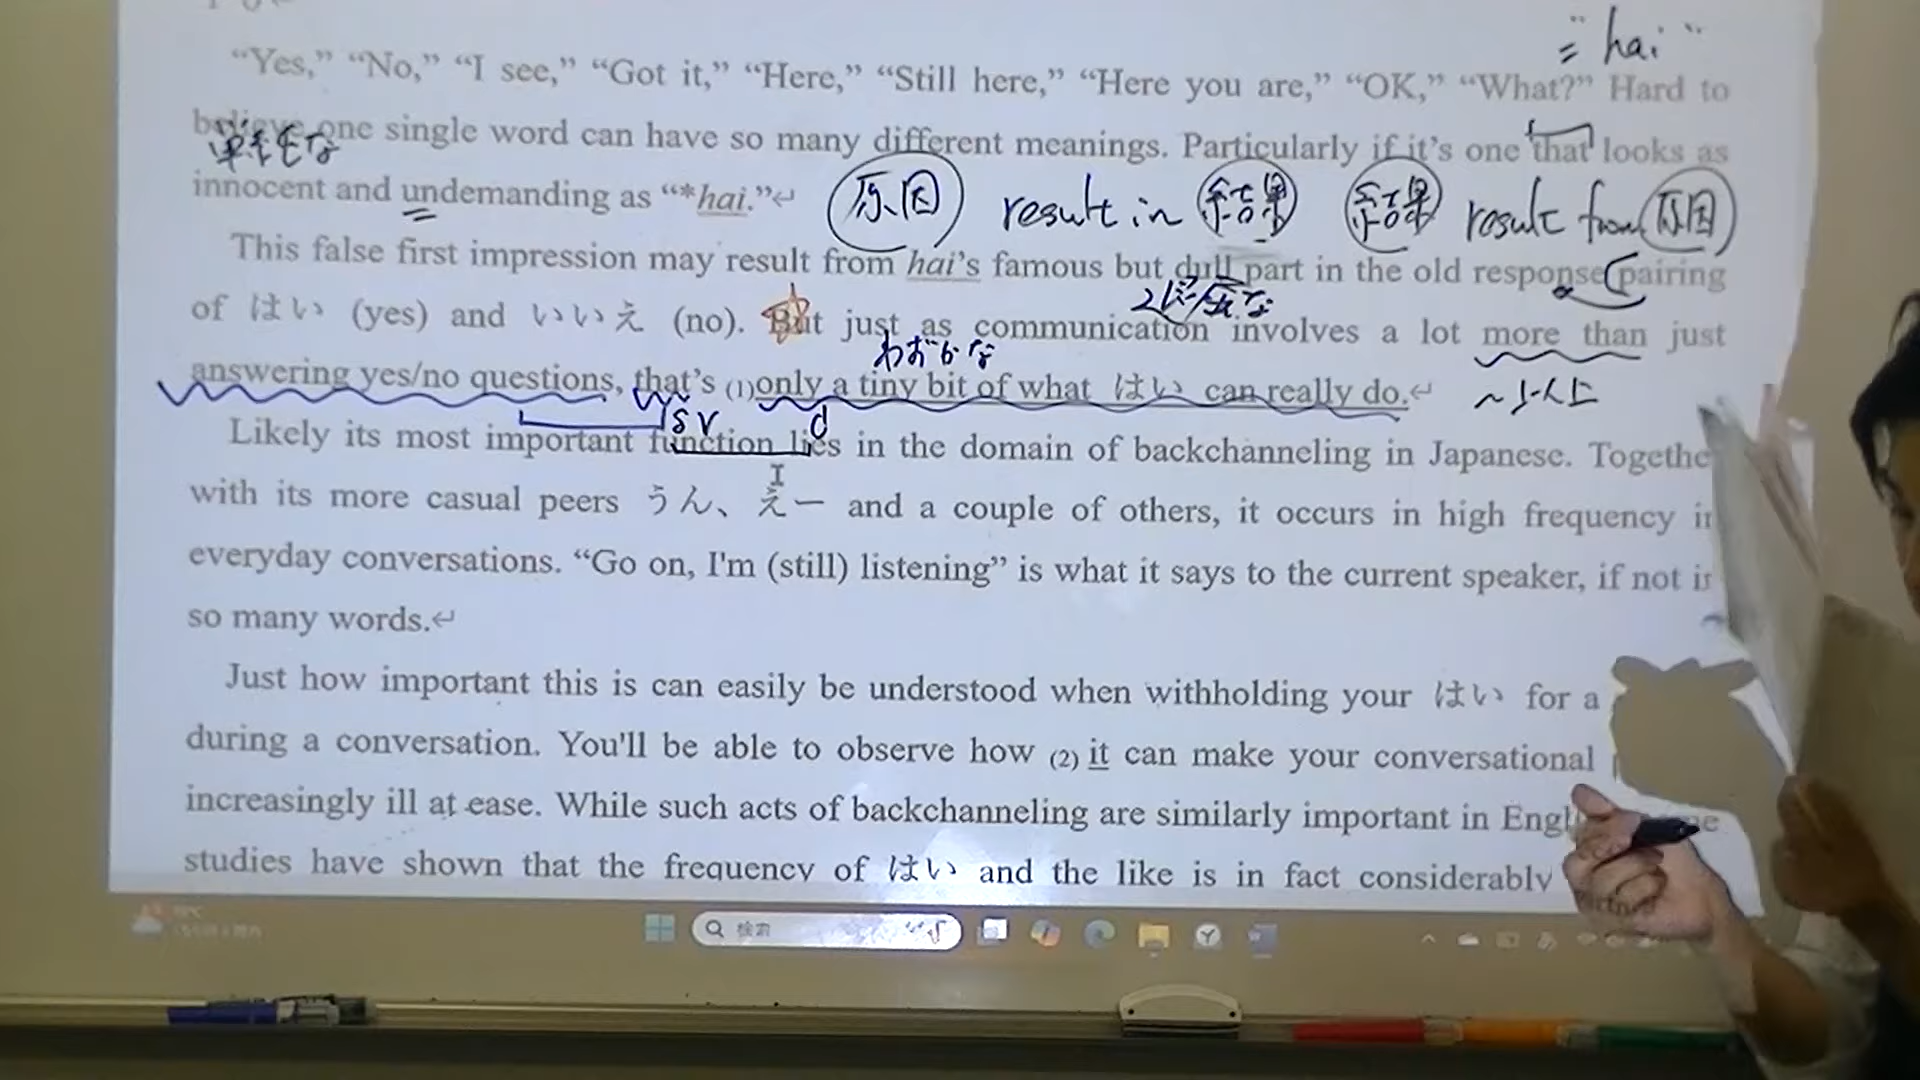 = "hai"
"Yes," "No," "I see," "Got it," "Here," "Still here," "Here you are," "OK," "What?" Hard to
believe one single word can have so many different meanings. Particularly if it's one that looks as
単純な
innocent and undemanding as "*hai."↵
原因 result in 結果 結果 result from 原因
This false first impression may result from hai's famous but dull part in the old response pairing
of はい (yes) and いいえ (no). But just as communication involves a lot more than just
わずかな
answering yes/no questions, that's (1)only a tiny bit of what はい can really do.↵
～以上
S V
Likely its most important function lies in the domain of backchanneling in Japanese. Togethe
with its more casual peers うん、えー and a couple of others, it occurs in high frequency in
everyday conversations. "Go on, I'm (still) listening" is what it says to the current speaker, if not in
so many words.↵
Just how important this is can easily be understood when withholding your はい for a
during a conversation. You'll be able to observe how (2) it can make your conversational
increasingly ill at ease. While such acts of backchanneling are similarly important in Engl
studies have shown that the frequency of はい and the like is in fact considerably
検索